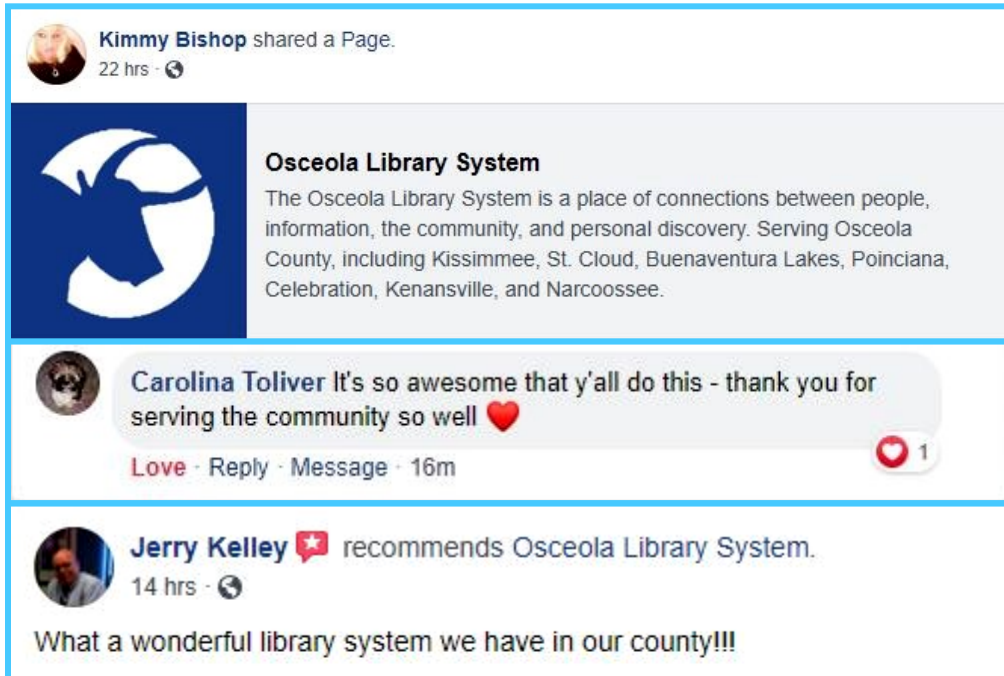 Kimmy Bishop shared a Page.
22 hrs ·
Osceola Library System
The Osceola Library System is a place of connections between people,
information, the community, and personal discovery. Serving Osceola
County, including Kissimmee, St. Cloud, Buenaventura Lakes, Poinciana,
Celebration, Kenansville, and Narcoossee.
Carolina Toliver It's so awesome that y'all do this - thank you for
serving the community so well ❤️
1
Love · Reply · Message · 16m
Jerry Kelley recommends Osceola Library System.
14 hrs ·
What a wonderful library system we have in our county!!!